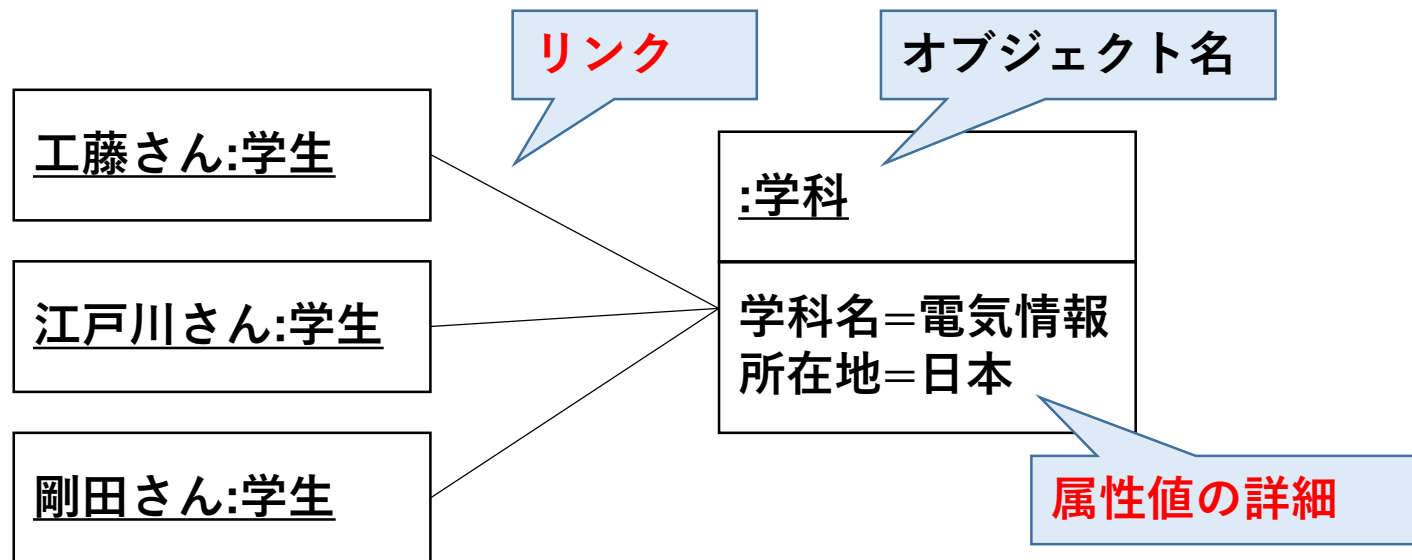 リンク
オブジェクト名
工藤さん:学生
:学科
江戸川さん:学生
学科名=電気情報
所在地=日本
剛田さん:学生
属性値の詳細